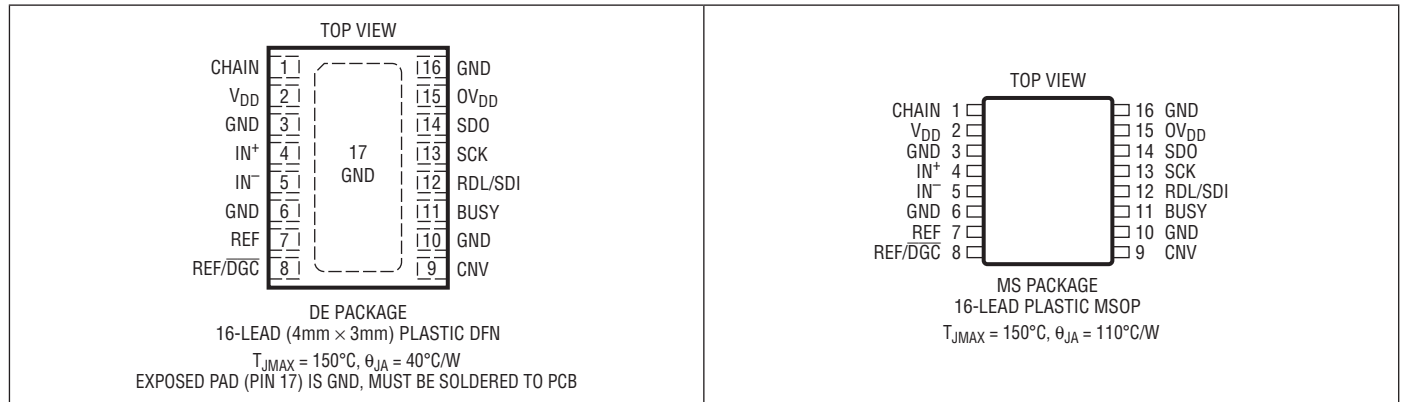 TOP VIEW
CHAIN 1 16 GND
VDD 2 15 OVDD
GND 3 14 SDO
IN+ 4 13 SCK
IN– 5 12 RDL/SDI
GND 6 11 BUSY
REF 7 10 GND
REF/DGC 8 9 CNV
17
GND
DE PACKAGE
16-LEAD (4mm × 3mm) PLASTIC DFN
TJMAX = 150°C, θJA = 40°C/W
EXPOSED PAD (PIN 17) IS GND, MUST BE SOLDERED TO PCB
TOP VIEW
CHAIN 1 16 GND
VDD 2 15 OVDD
GND 3 14 SDO
IN+ 4 13 SCK
IN– 5 12 RDL/SDI
GND 6 11 BUSY
REF 7 10 GND
REF/DGC 8 9 CNV
MS PACKAGE
16-LEAD PLASTIC MSOP
TJMAX = 150°C, θJA = 110°C/W